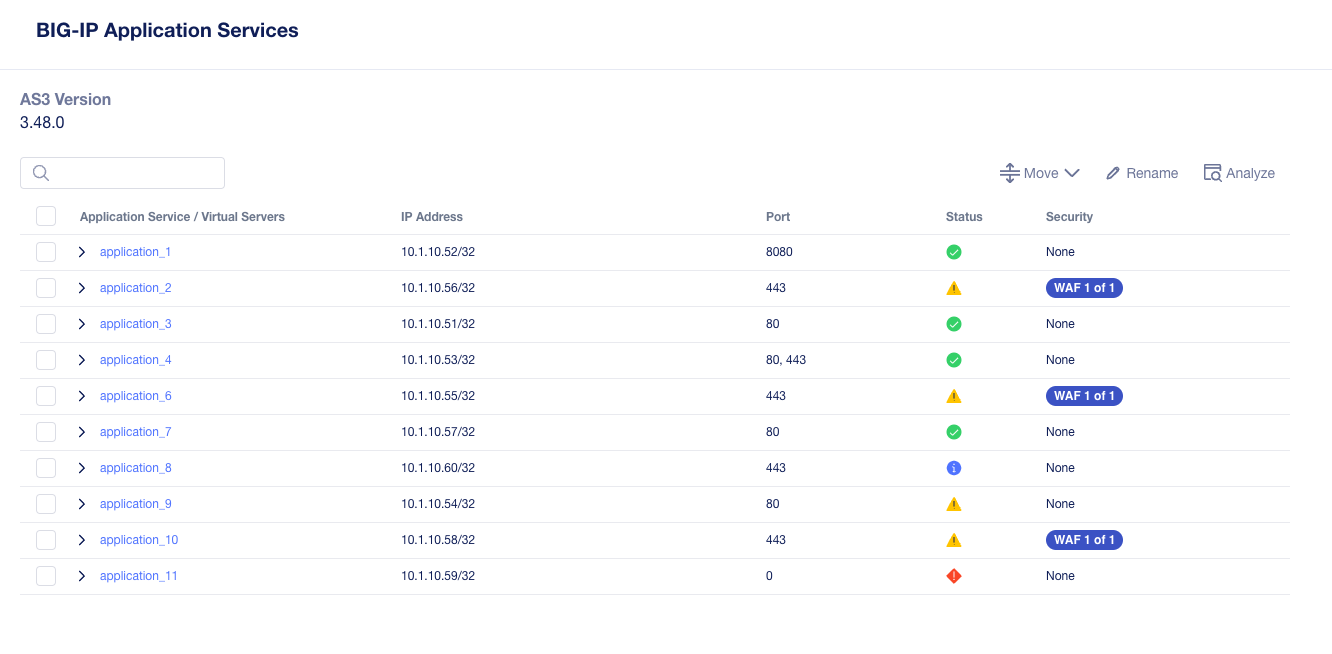 BIG-IP Application Services
AS3 Version
3.48.0
Move Rename Analyze
Application Service / Virtual Servers IP Address Port Status Security
application_1 10.1.10.52/32 8080 None
application_2 10.1.10.56/32 443 WAF 1 of 1
application_3 10.1.10.51/32 80 None
application_4 10.1.10.53/32 80, 443 None
application_6 10.1.10.55/32 443 WAF 1 of 1
application_7 10.1.10.57/32 80 None
application_8 10.1.10.60/32 443 None
application_9 10.1.10.54/32 80 None
application_10 10.1.10.58/32 443 WAF 1 of 1
application_11 10.1.10.59/32 0 None